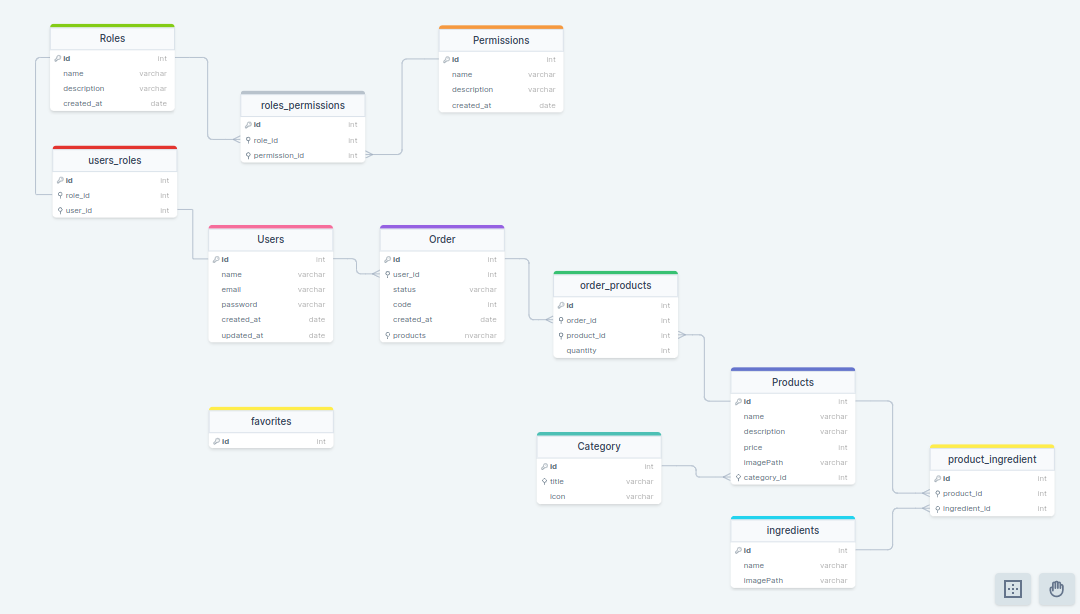 Roles
id int
name varchar
description varchar
created_at date
Permissions
id int
name varchar
description varchar
created_at date
roles_permissions
id int
role_id int
permission_id int
users_roles
id int
role_id int
user_id int
Users
id int
name varchar
email varchar
password varchar
created_at date
updated_at date
Order
id int
user_id int
status varchar
code int
created_at date
products nvarchar
order_products
id int
order_id int
product_id int
quantity int
Products
id int
name varchar
description varchar
price int
imagePath varchar
category_id int
favorites
id int
Category
id int
title varchar
icon varchar
product_ingredient
id int
product_id int
ingredient_id int
ingredients
id int
name varchar
imagePath varchar